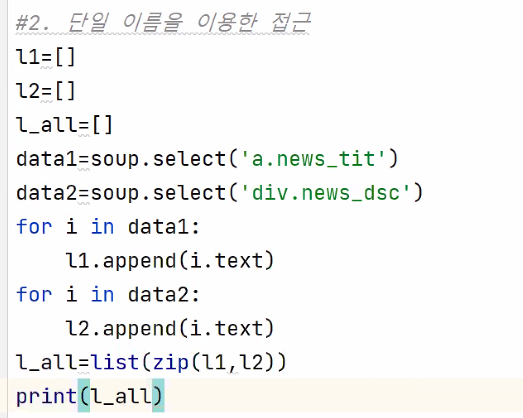 #2. 단일 이름을 이용한 접근
l1=[]
l2=[]
l_all=[]
data1=soup.select('a.news_tit')
data2=soup.select('div.news_dsc')
for i in data1:
    l1.append(i.text)
for i in data2:
    l2.append(i.text)
l_all=list(zip(l1,l2))
print(l_all)